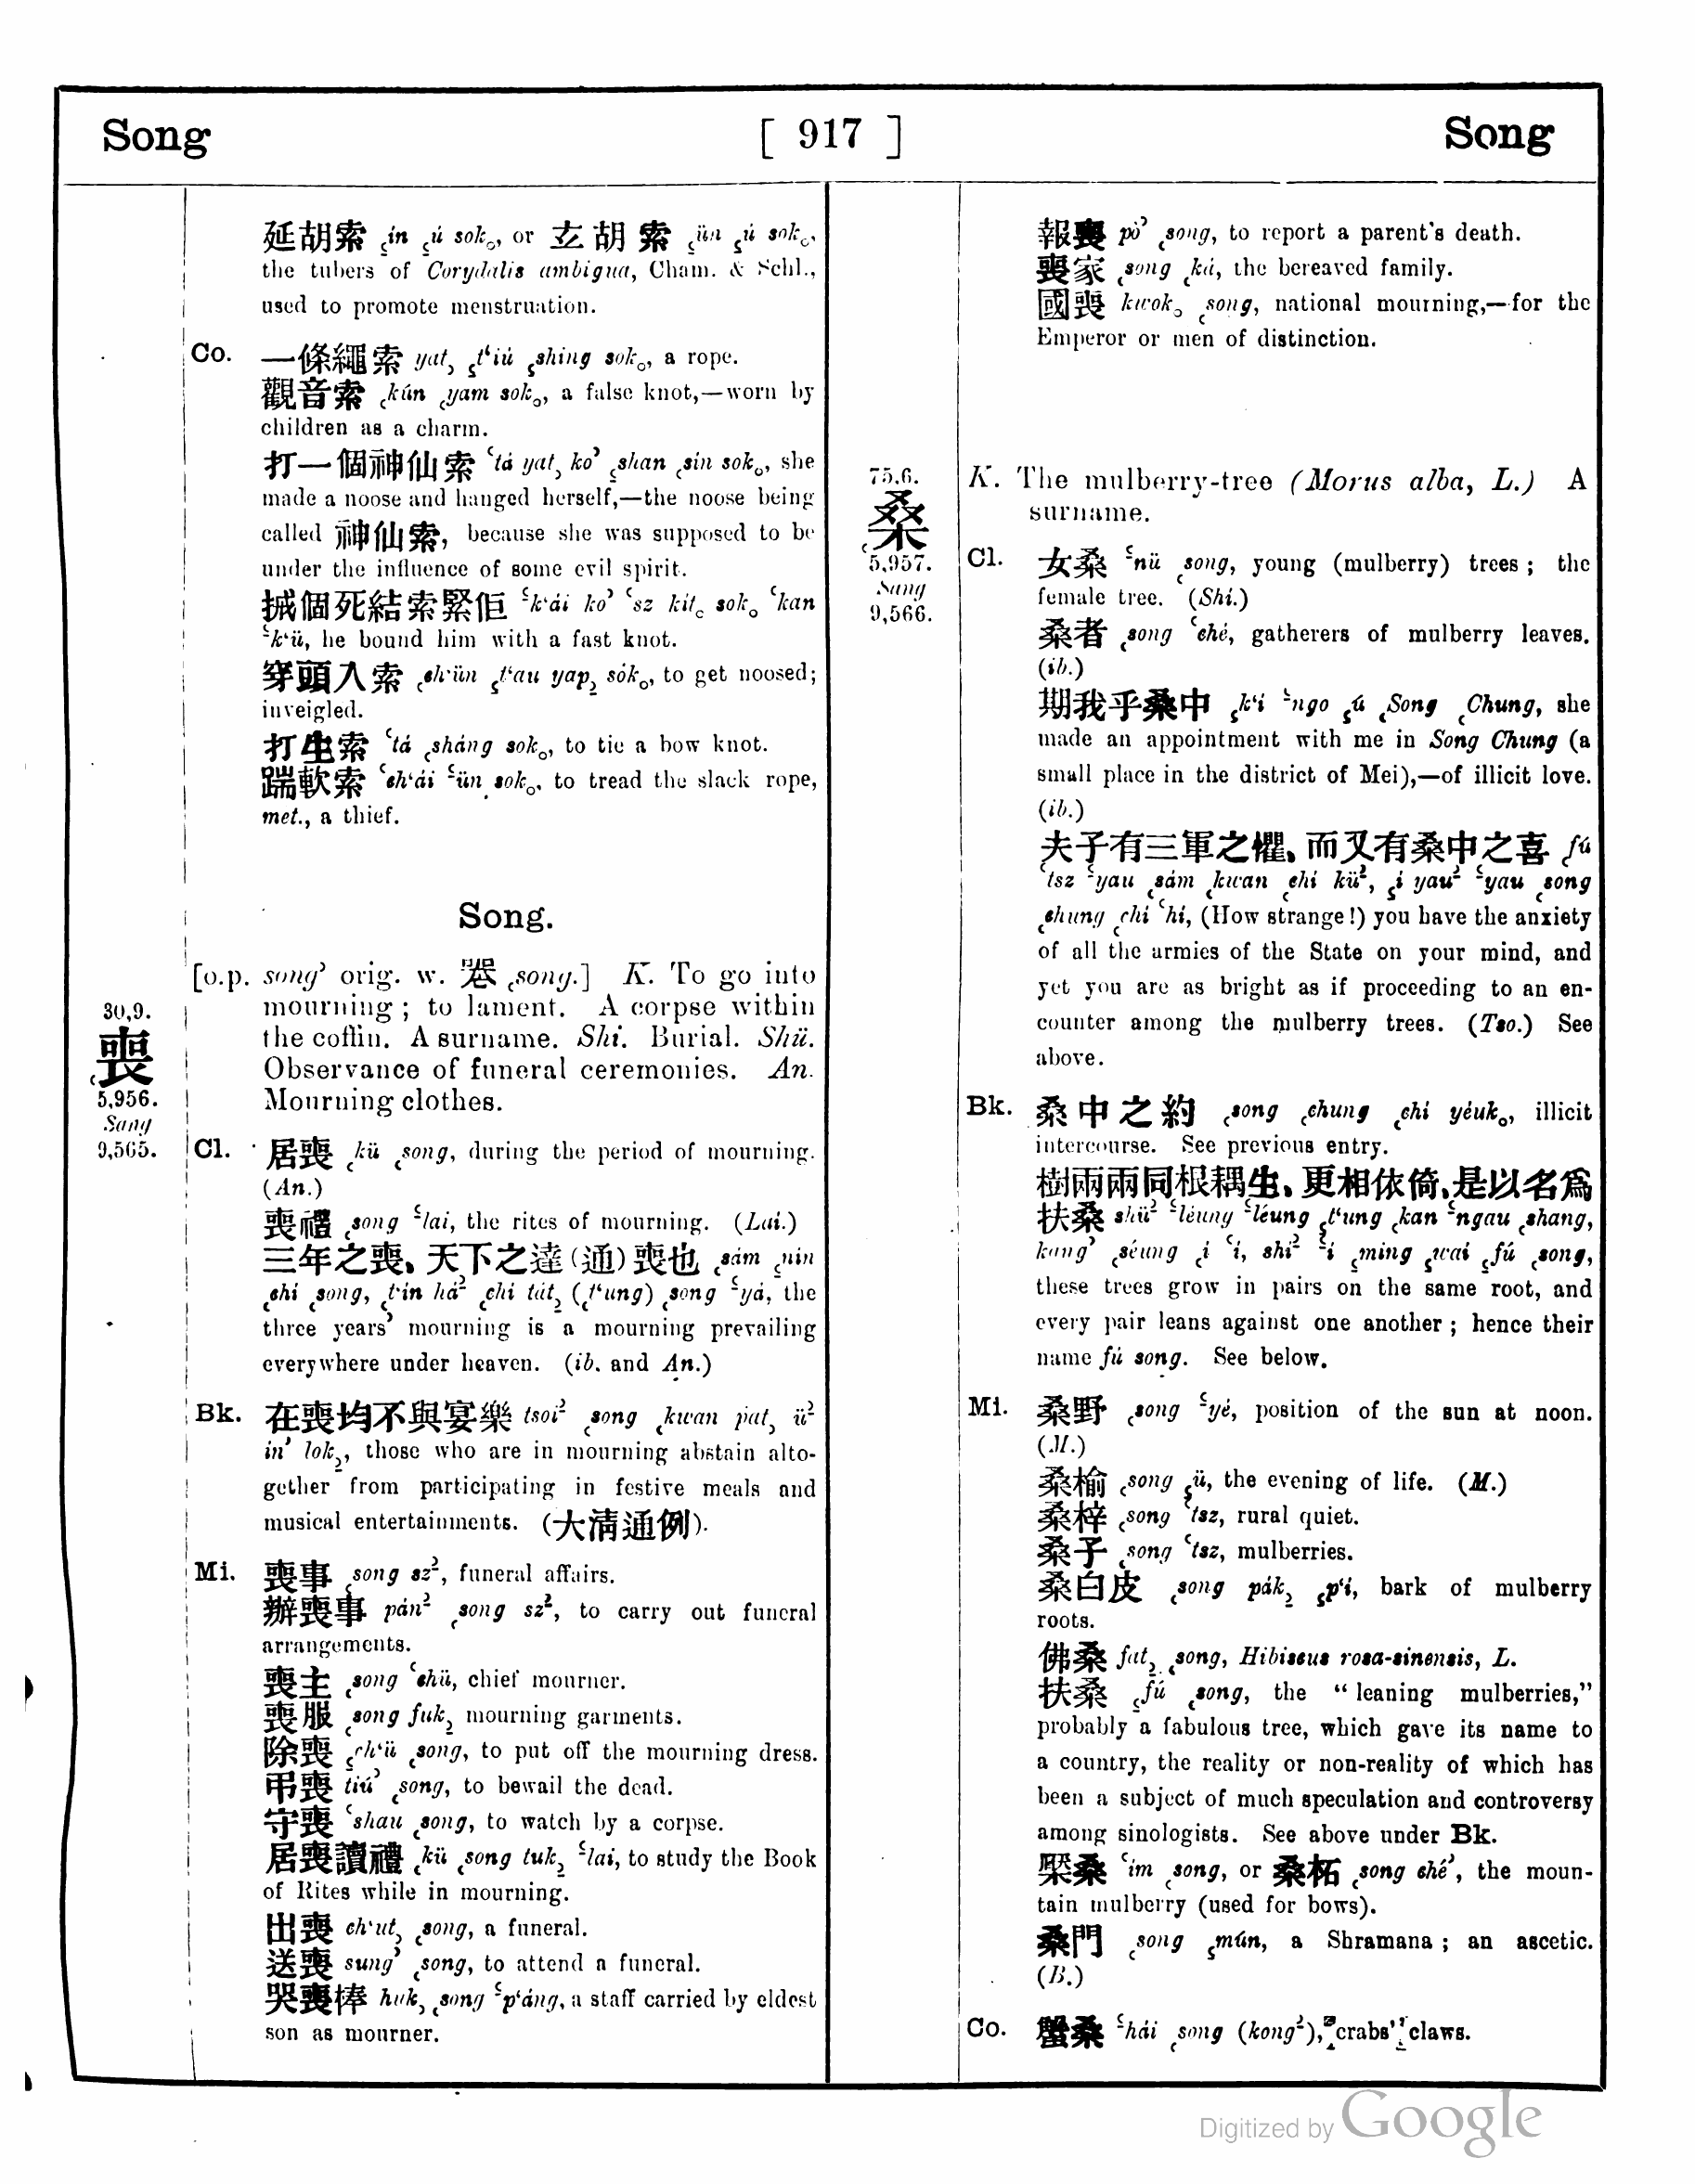 Song [ 917 ] Song
延胡索 ꜁ín ꜁ú sok꜀, or 玄胡索 ꜁ün ꜁ú sok꜀,
the tubers of Corydalis ambigua, Cham. & Schl.,
used to promote menstruation.
Co. 一條繩索 yat꜆ ꜁t‘iú ꜁shing sok꜀, a rope.
觀音索 ꜀kún ꜀yam sok꜀, a false knot,—worn by
children as a charm.
打一個神仙索 ꜂tá yat꜆ ko꜄ ꜁shan ꜀sín sok꜀, she
made a noose and hanged herself,—the noose being
called 神仙索, because she was supposed to be
under the influence of some evil spirit.
搣個死結索緊佢 ꜃k‘ái ko꜄ ꜂sz kít꜀ sok꜀ ꜂kan
꜃k‘ü, he bound him with a fast knot.
穿頭入索 ꜀ch‘ün ꜁t‘au yap꜇ sók꜀, to get noosed;
inveigled.
打生索 ꜂tá ꜀sháng sok꜀, to tie a bow knot.
踹軟索 ꜂ch‘ái ꜃ün sok꜀, to tread the slack rope,
met., a thief.
Song.
30,9.
喪
5,956.
Sang
9,565.
[o.p. song꜄ orig. w. ꜀song.] K. To go into
mourning; to lament. A corpse within
the coffin. A surname. Shi. Burial. Shü.
Observance of funeral ceremonies. An.
Mourning clothes.
Cl. 居喪 ꜀kü ꜀song, during the period of mourning.
(An.)
喪禮 ꜀song ꜃lai, the rites of mourning. (Lai.)
三年之喪、天下之達(通)喪也 ꜀sám ꜁nín
꜀chí ꜀song, ꜀t‘ín há꜅ ꜀chí tát꜇ (꜀t‘ung) ꜀song ꜃yá, the
three years’ mourning is a mourning prevailing
everywhere under heaven. (ib. and An.)
Bk. 在喪均不與宴樂 tsoi꜅ ꜀song ꜀kwan pat꜆ ü꜅
ín꜄ lok꜇, those who are in mourning abstain alto-
gether from participating in festive meals and
musical entertainments. (大清通例).
Mi. 喪事 ꜀song sz꜅, funeral affairs.
辦喪事 pán꜅ ꜀song sz꜅, to carry out funeral
arrangements.
喪主 ꜀song ꜂chü, chief mourner.
喪服 ꜀song fuk꜇ mourning garments.
除喪 ꜁ch‘ü ꜀song, to put off the mourning dress.
弔喪 tiú꜄ ꜀song, to bewail the dead.
守喪 ꜂shau ꜀song, to watch by a corpse.
居喪讀禮 ꜀kü ꜀song tuk꜇ ꜃lai, to study the Book
of Rites while in mourning.
出喪 ch‘ut꜆ ꜀song, a funeral.
送喪 sung꜄ ꜀song, to attend a funeral.
哭喪棒 huk꜆ ꜀song ꜃p‘áng, a staff carried by eldest
son as mourner.
報喪 pò꜄ ꜀song, to report a parent's death.
喪家 ꜀song ꜀ká, the bereaved family.
國喪 kwok꜀ ꜀song, national mourning,—for the
Emperor or men of distinction.
75.6.
桑
5,957.
Sang
9,566.
K. The mulberry-tree (Morus alba, L.) A
surname.
Cl. 女桑 ꜃nü ꜀song, young (mulberry) trees; the
female tree. (Shí.)
桑者 ꜀song ꜂ché, gatherers of mulberry leaves.
(ib.)
期我乎桑中 ꜁k‘í ꜃ngo ꜁ú ꜀Song ꜀Chung, she
made an appointment with me in Song Chung (a
small place in the district of Mei),—of illicit love.
(ib.)
夫子有三軍之懼、而又有桑中之喜 ꜀fú
꜂tsz ꜃yau ꜀sám ꜀kwan ꜀chí kü꜅, ꜁í yau꜅ ꜃yau ꜀song
꜀chung ꜀chí ꜂hí, (How strange!) you have the anxiety
of all the armies of the State on your mind, and
yet you are as bright as if proceeding to an en-
counter among the mulberry trees. (Tso.) See
above.
Bk. 桑中之約 ꜀song ꜀chung ꜀chí yéuk꜀, illicit
intercourse. See previous entry.
樹兩兩同根耦生、更相依倚、是以名為
扶桑 shü꜅ ꜃léung ꜃léung ꜁t‘ung ꜀kan ꜃ngau ꜀shang,
kang꜄ ꜀séung ꜀í ꜂í, shí꜅ ꜃í ꜁ming ꜁wai ꜁fú ꜀song,
these trees grow in pairs on the same root, and
every pair leans against one another; hence their
name fú song. See below.
Mi. 桑野 ꜀song ꜃yé, position of the sun at noon.
(M.)
桑榆 ꜀song ꜁ü, the evening of life. (M.)
桑梓 ꜀song ꜂tsz, rural quiet.
桑子 ꜀song ꜂tsz, mulberries.
桑白皮 ꜀song pák꜇ ꜁p‘í, bark of mulberry
roots.
佛桑 fat꜇ ꜀song, Hibiscus rosa-sinensis, L.
扶桑 ꜁fú ꜀song, the “leaning mulberries,”
probably a fabulous tree, which gave its name to
a country, the reality or non-reality of which has
been a subject of much speculation and controversy
among sinologists. See above under Bk.
檿桑 ꜂ím ꜀song, or 桑柘 ꜀song ché꜄, the moun-
tain mulberry (used for bows).
桑門 ꜀song ꜁mún, a Shramana; an ascetic.
(B.)
Co. 蟹桑 ꜃hái ꜀song (kong꜅), crabs' claws.
Digitized by Google